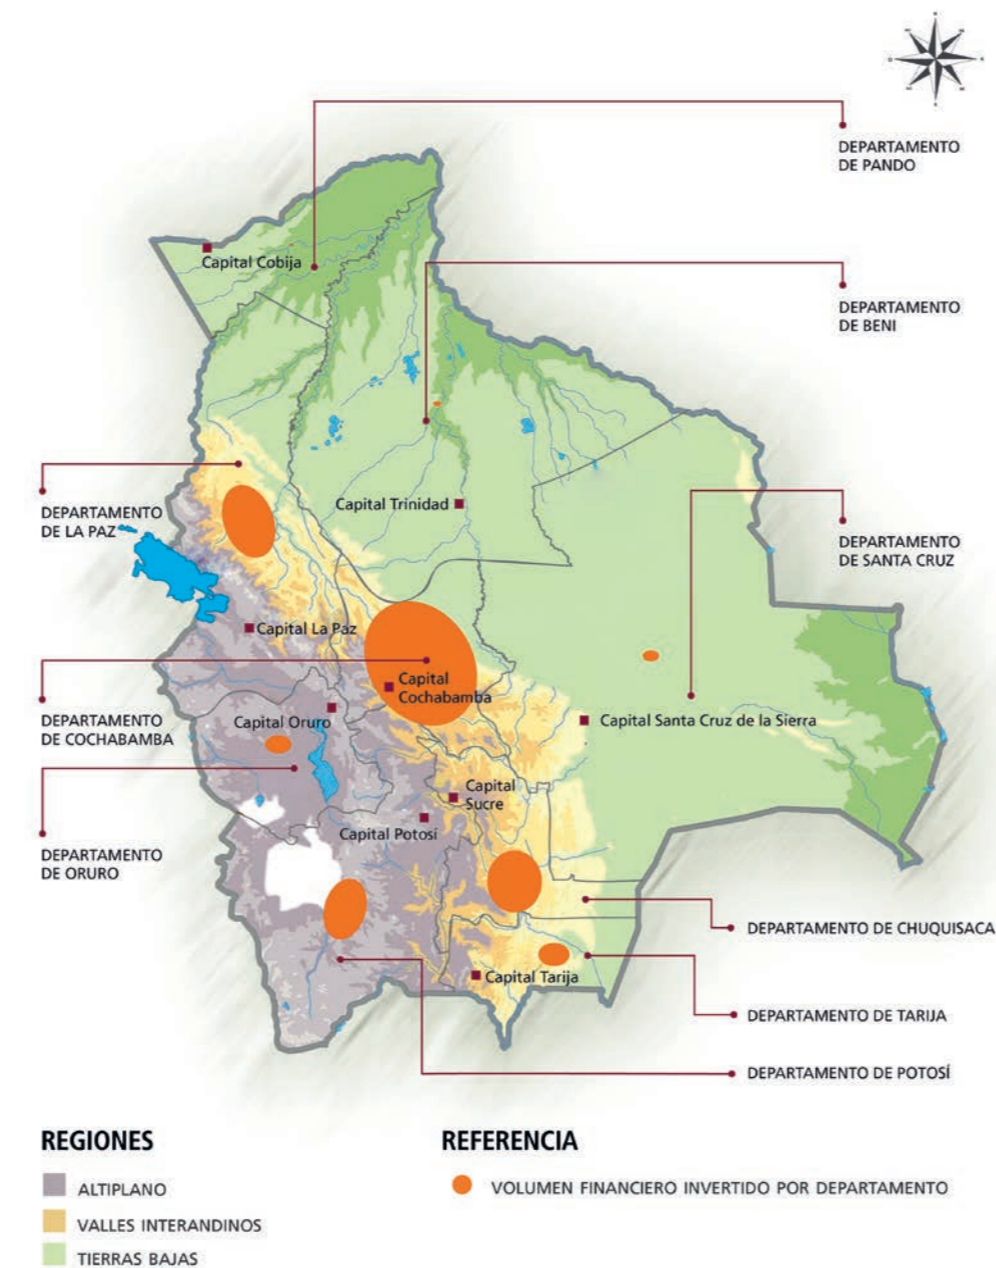 DEPARTAMENTO
DE PANDO
Capital Cobija
DEPARTAMENTO
DE BENI
Capital Trinidad
DEPARTAMENTO
DE LA PAZ
DEPARTAMENTO
DE SANTA CRUZ
Capital La Paz
Capital
Cochabamba
DEPARTAMENTO
DE COCHABAMBA
Capital Oruro
Capital Santa Cruz de la Sierra
Capital
Sucre
Capital Potosí
DEPARTAMENTO
DE ORURO
DEPARTAMENTO DE CHUQUISACA
Capital Tarija
DEPARTAMENTO DE TARIJA
DEPARTAMENTO DE POTOSÍ
REGIONES
ALTIPLANO
VALLES INTERANDINOS
TIERRAS BAJAS
REFERENCIA
VOLUMEN FINANCIERO INVERTIDO POR DEPARTAMENTO